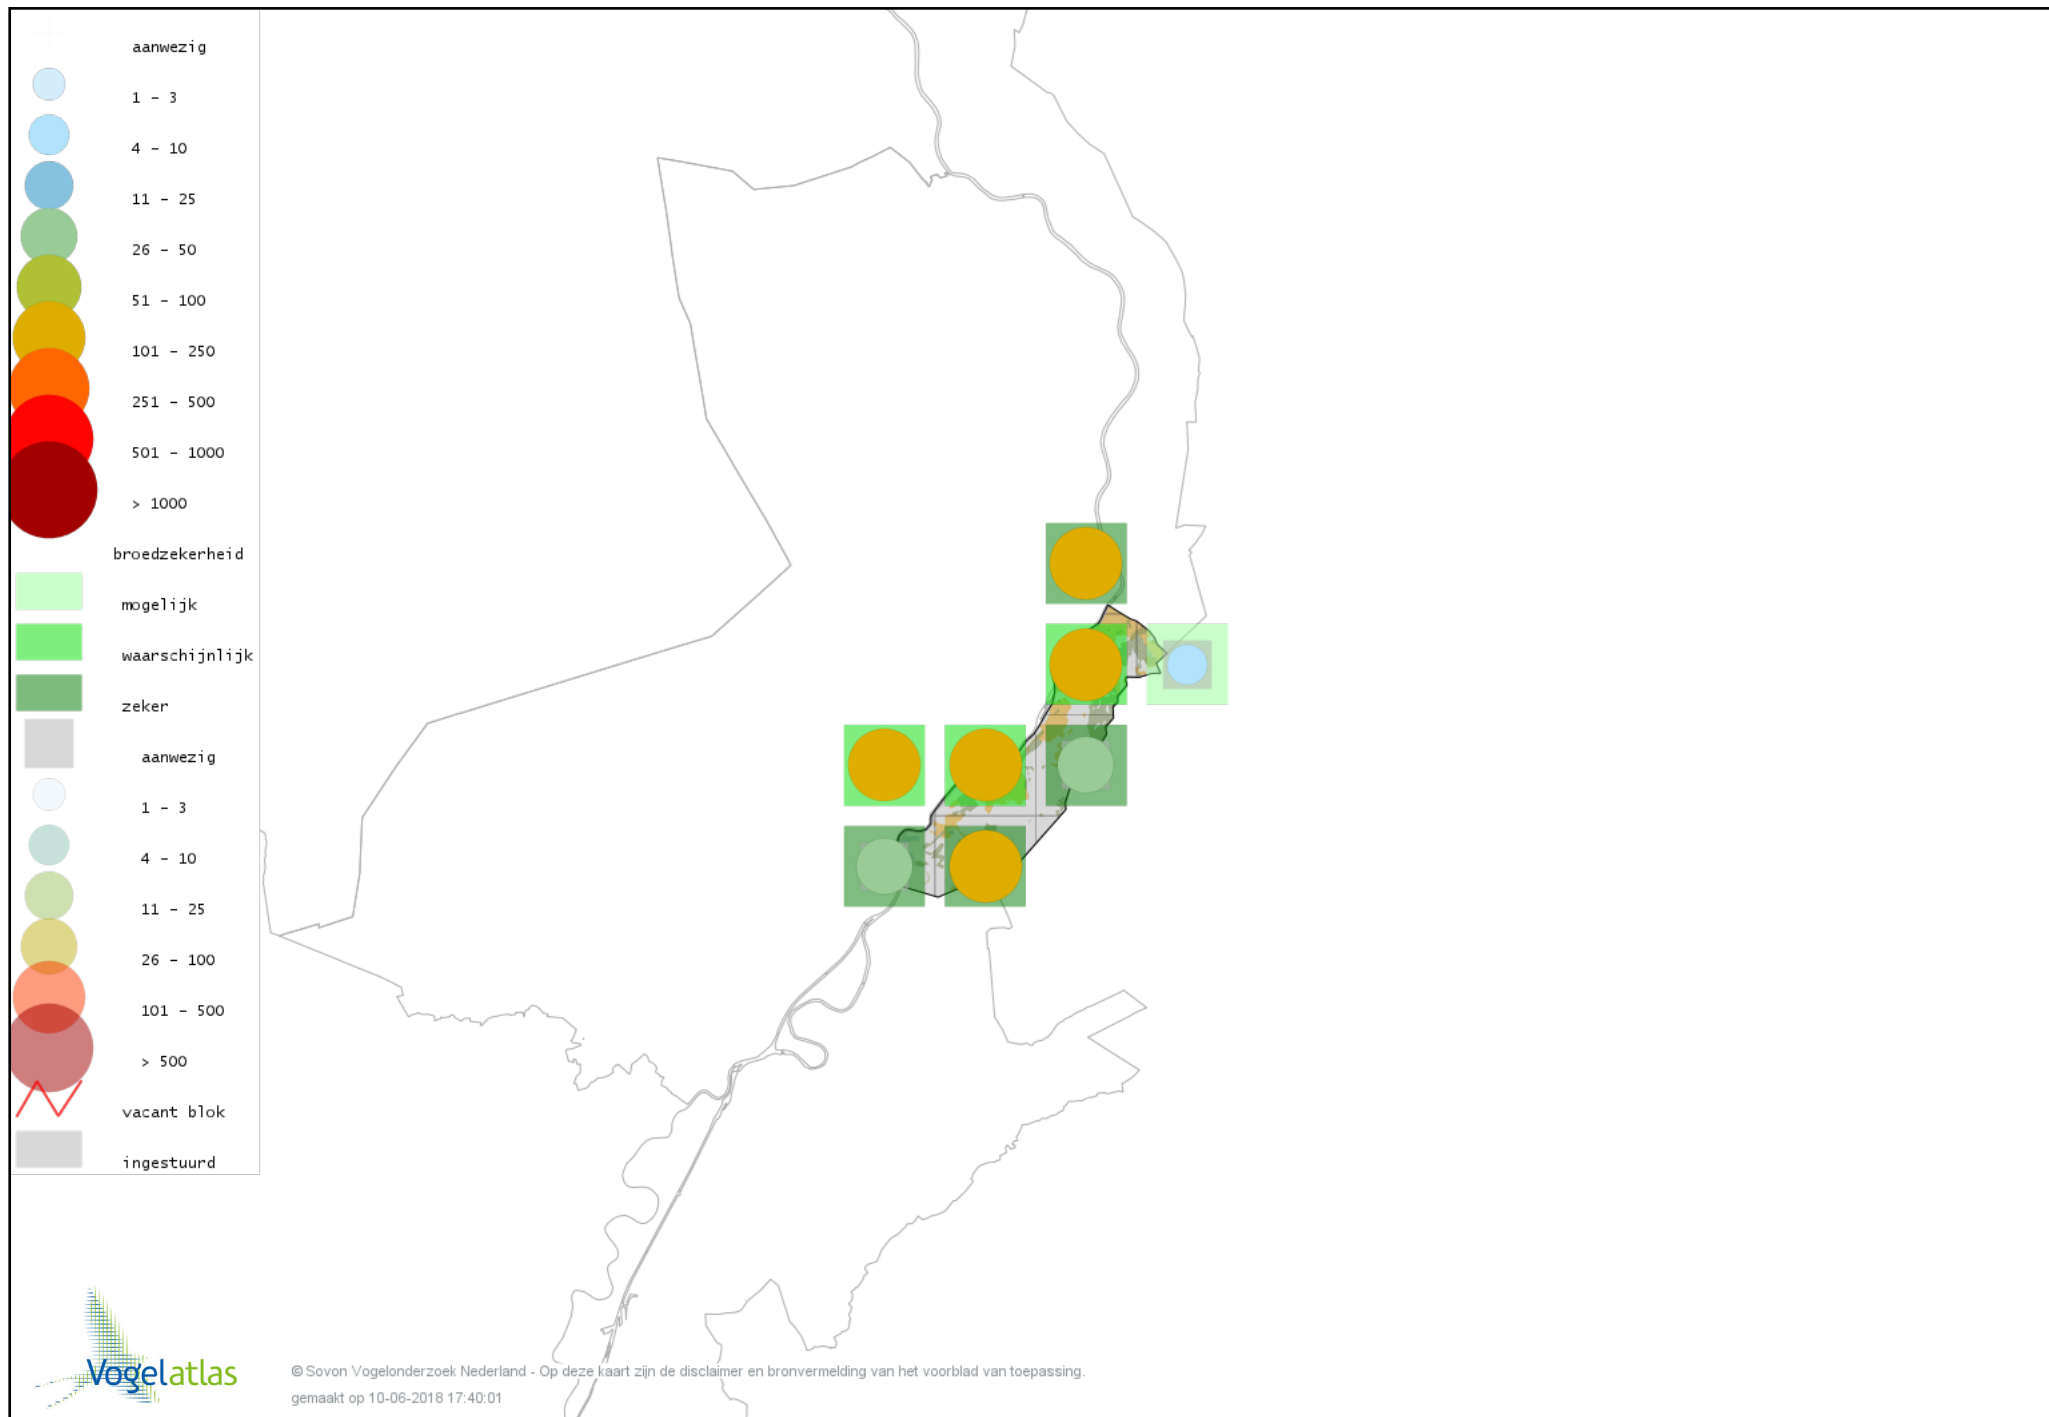 aanwezig
1 - 3
4 - 10
11 - 25
26 - 50
51 - 100
101 - 250
251 - 500
501 - 1000
> 1000
broedzekerheid
mogelijk
waarschijnlijk
zeker
aanwezig
1 - 3
4 - 10
11 - 25
26 - 100
101 - 500
> 500
vacant blok
ingestuurd
Vogelatlas
© Sovon Vogelonderzoek Nederland - Op deze kaart zijn de disclaimer en bronvermelding van het voorblad van toepassing.
gemaakt op 10-06-2018 17:40:01